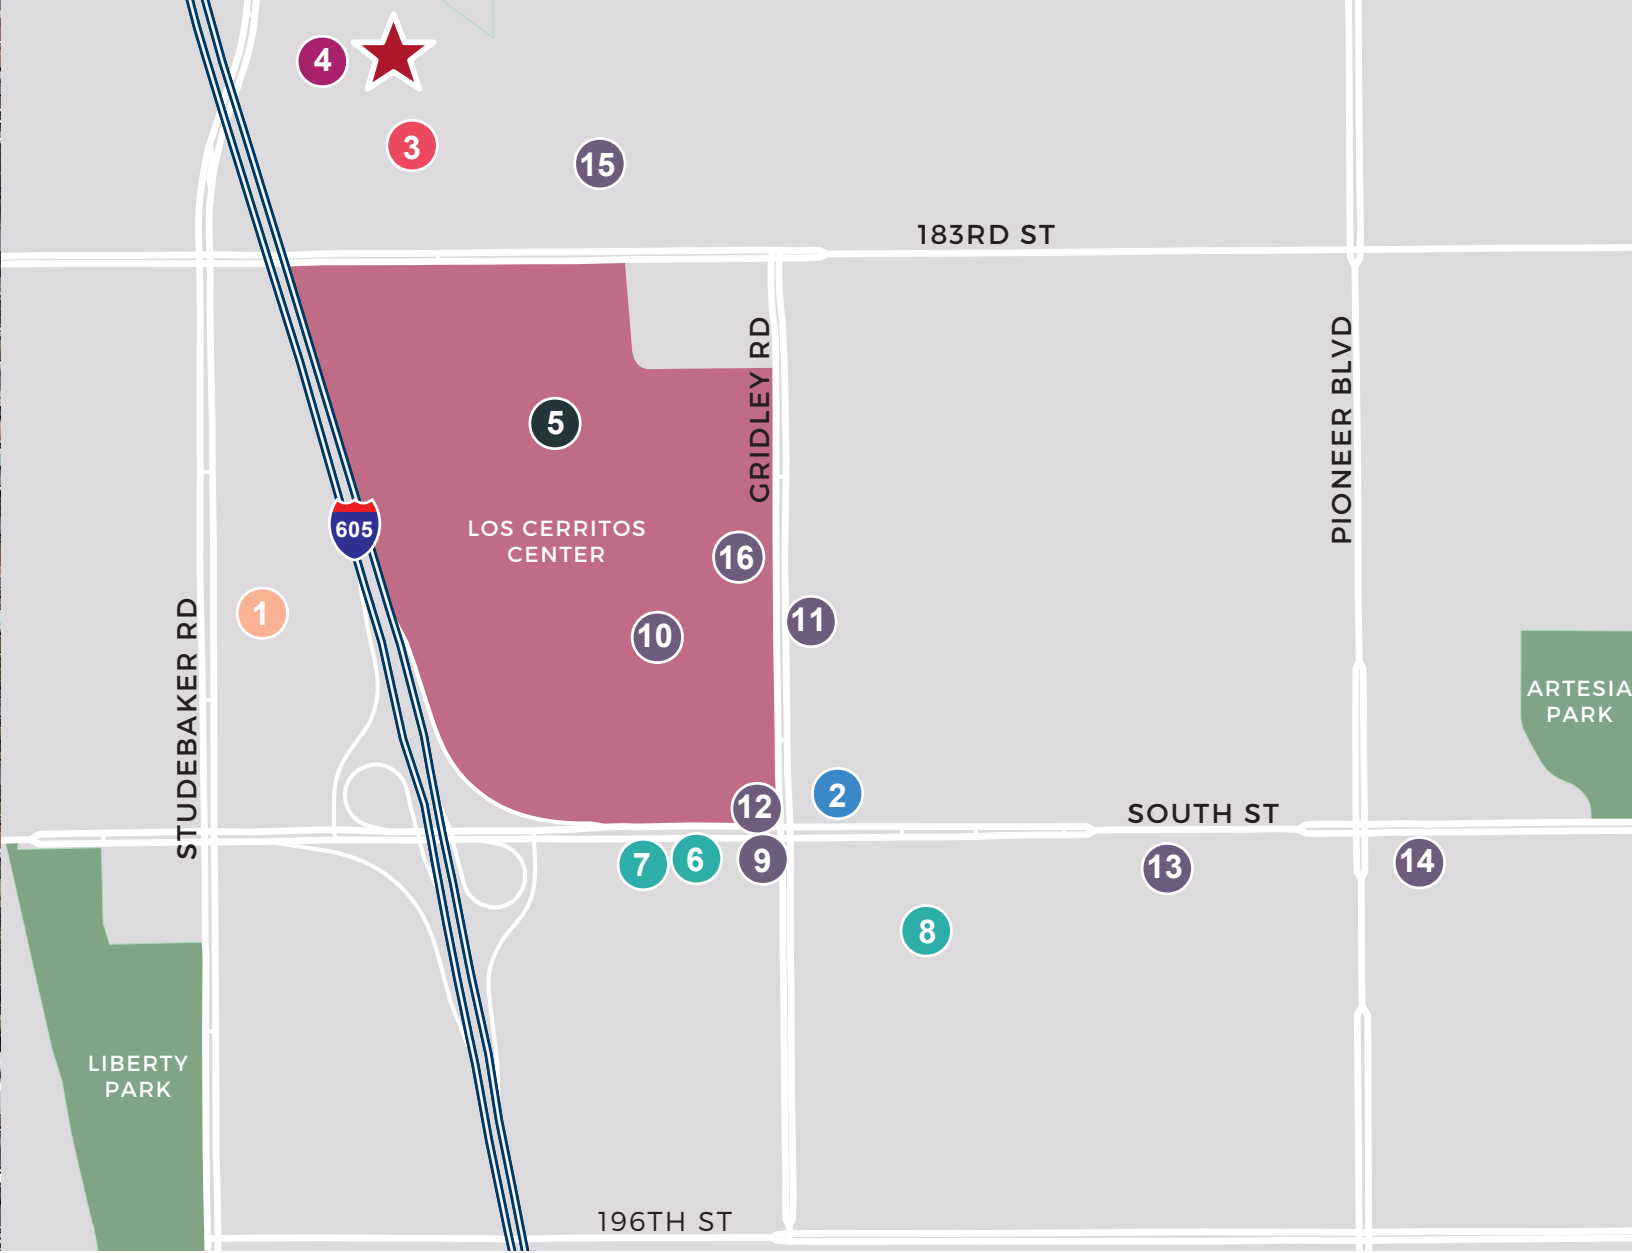 4
3
15
183RD ST
GRIDLEY RD
PIONEER BLVD
5
605
LOS CERRITOS
CENTER
16
1
STUDEBAKER RD
10
11
ARTESIA
PARK
12
2
SOUTH ST
7
6
9
13
14
8
LIBERTY
PARK
196TH ST